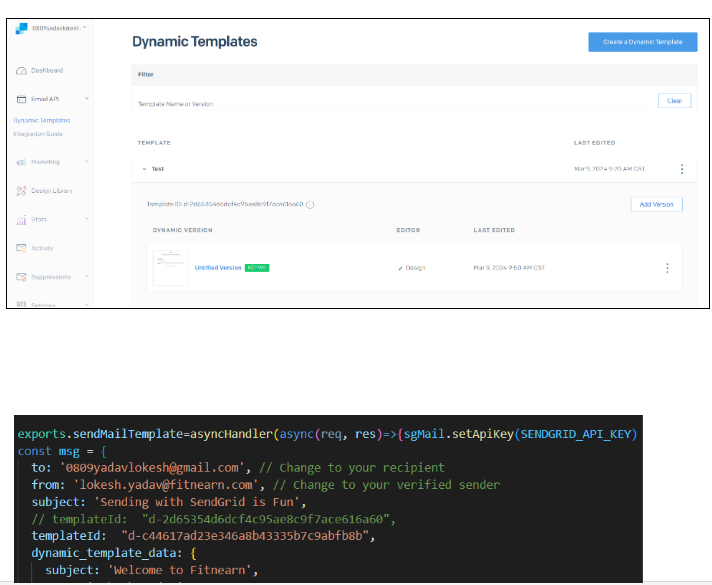 0809yadavlokesh
Dynamic Templates
Create a Dynamic Template
Dashboard
Filter
Email API
Template Name or Version
Clear
Dynamic Templates
Integration Guide
TEMPLATE
LAST EDITED
Marketing
Test
Mar 9, 2024 9:20 AM CST
Design Library
Template ID: d-2d65354d6dcf4c95ae8c9f7ace616a60
Add Version
Stats
DYNAMIC VERSION
EDITOR
LAST EDITED
Activity
Untitled Version
ACTIVE
Design
Mar 9, 2024 9:50 AM CST
Suppressions
Settings
exports.sendMailTemplate=asyncHandler(async(req, res)=>{sgMail.setApiKey(SENDGRID_API_KEY)
const msg = {
to: '0809yadavlokesh@gmail.com', // Change to your recipient
from: 'lokesh.yadav@fitnearn.com', // Change to your verified sender
subject: 'Sending with SendGrid is Fun',
// templateId:  "d-2d65354d6dcf4c95ae8c9f7ace616a60",
templateId:  "d-c44617ad23e346a8b43335b7c9abfb8b",
dynamic_template_data: {
subject: 'Welcome to Fitnearn',